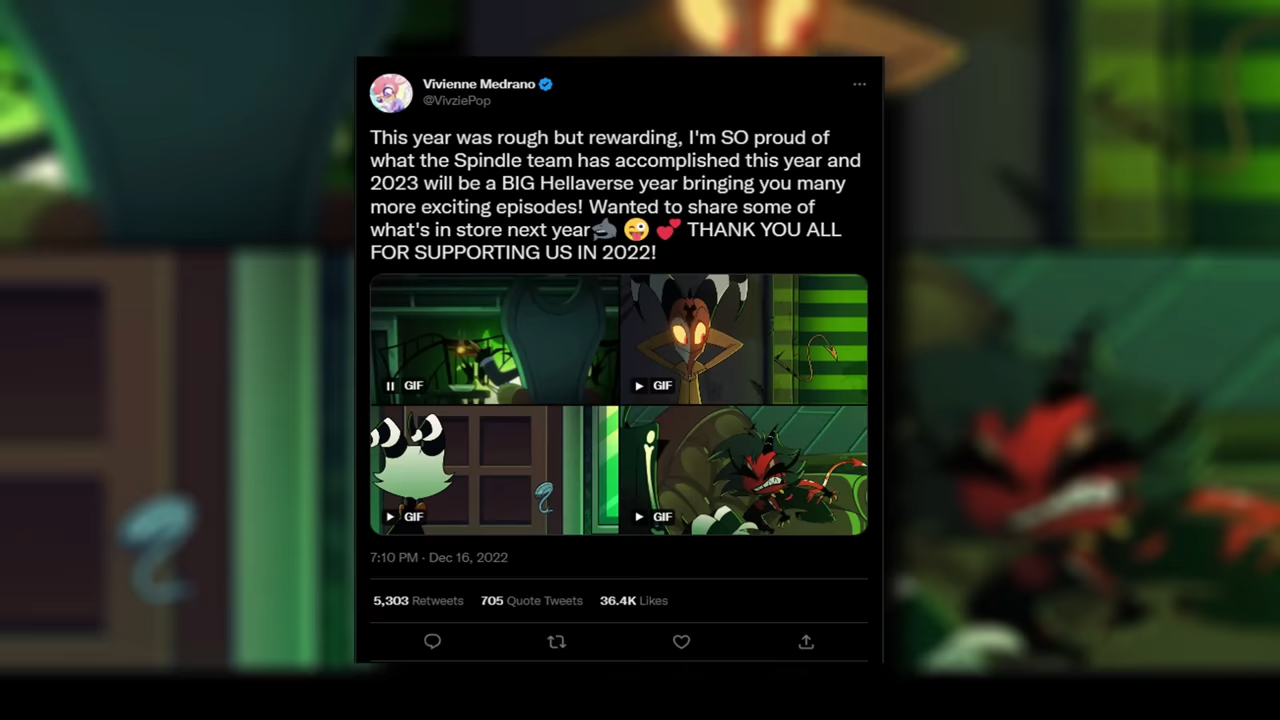 Vivienne Medrano
@VivziePop
This year was rough but rewarding, I'm SO proud of
what the Spindle team has accomplished this year and
2023 will be a BIG Hellaverse year bringing you many
more exciting episodes! Wanted to share some of
what's in store next year🦈 😜 💕 THANK YOU ALL
FOR SUPPORTING US IN 2022!
GIF
GIF
GIF
GIF
7:10 PM · Dec 16, 2022
5,303 Retweets 705 Quote Tweets 36.4K Likes